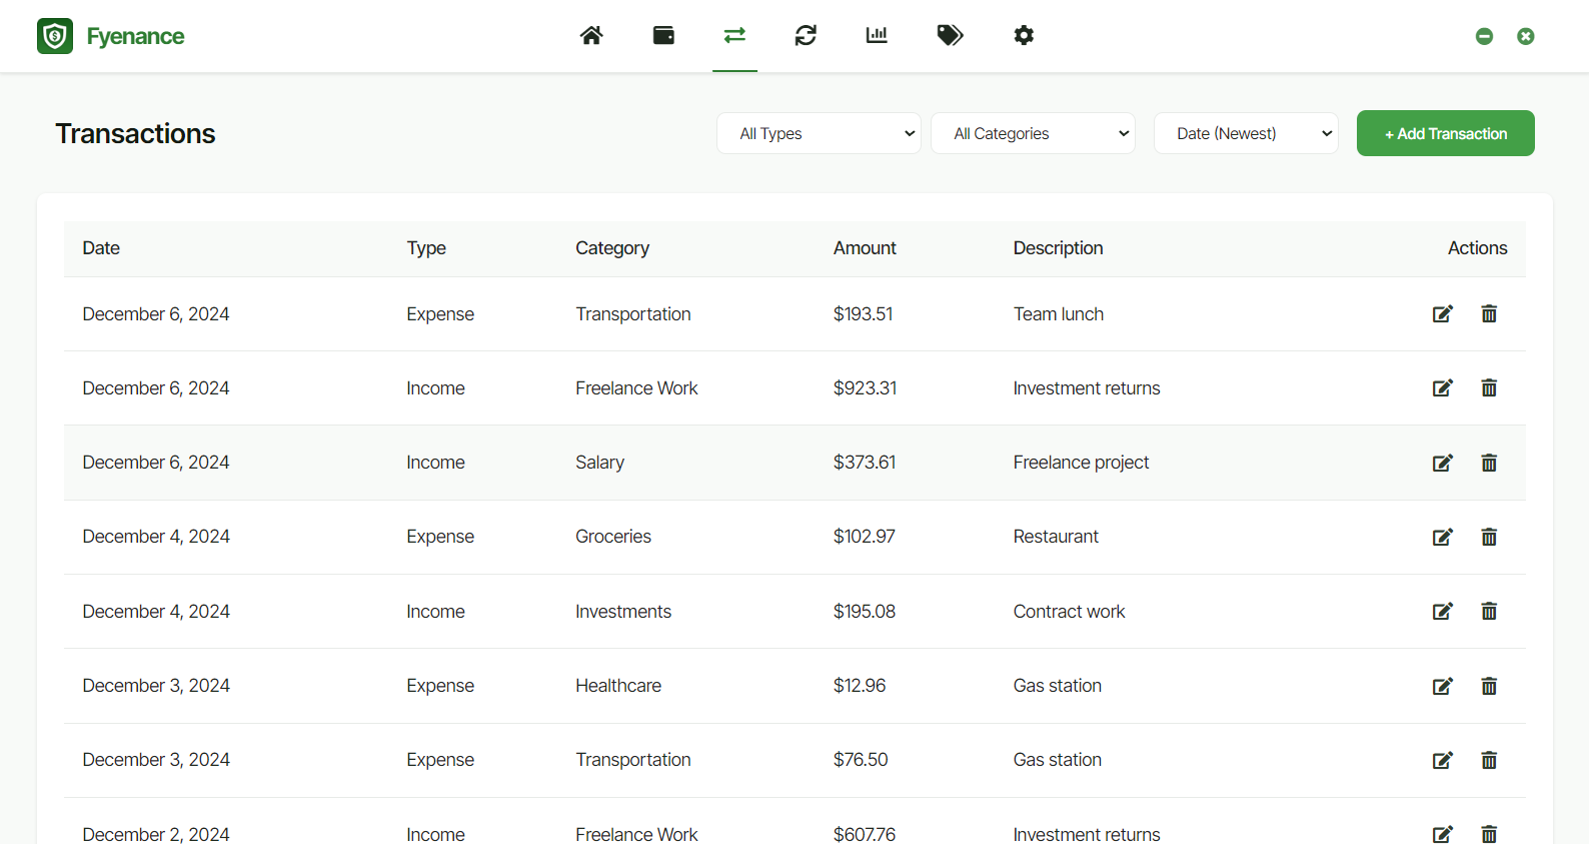 Fyenance
Transactions
All Types
All Categories
Date (Newest)
+ Add Transaction
Date Type Category Amount Description Actions
December 6, 2024 Expense Transportation $193.51 Team lunch
December 6, 2024 Income Freelance Work $923.31 Investment returns
December 6, 2024 Income Salary $373.61 Freelance project
December 4, 2024 Expense Groceries $102.97 Restaurant
December 4, 2024 Income Investments $195.08 Contract work
December 3, 2024 Expense Healthcare $12.96 Gas station
December 3, 2024 Expense Transportation $76.50 Gas station
December 2, 2024 Income Freelance Work $607.76 Investment returns